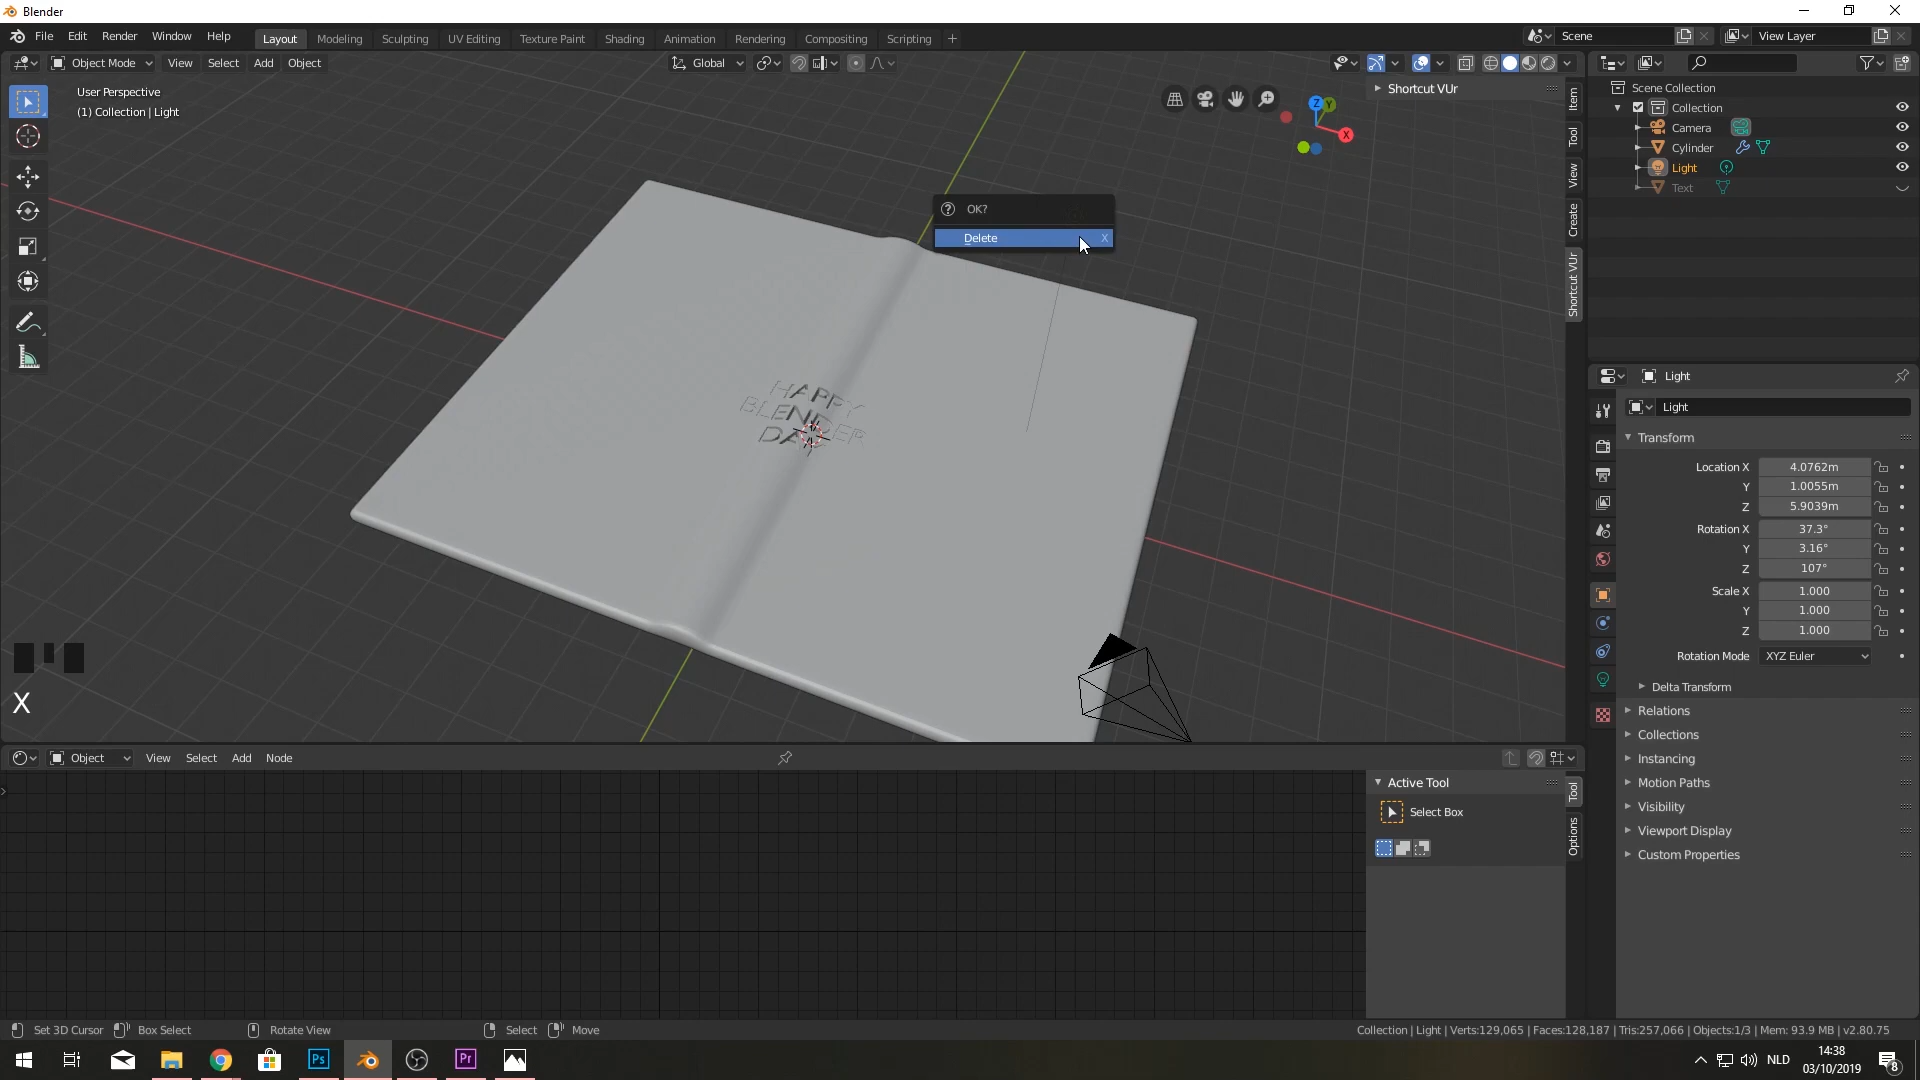 Blender
File Edit Render Window Help
Layout Modeling Sculpting UV Editing Texture Paint Shading Animation Rendering Compositing Scripting +
Scene
View Layer
Object Mode View Select Add Object
Global
User Perspective
(1) Collection | Light
Shortcut VUr
Z Y X
Item
Tool
View
Create
Shortcut VUr
OK?
Delete X
HAPPY
BLENDER
DAY
X
Scene Collection
Collection
Camera
Cylinder
Light
Text
Light
Light
Transform
Location X 4.0762m
Y 1.0055m
Z 5.9039m
Rotation X 37.3°
Y 3.16°
Z 107°
Scale X 1.000
Y 1.000
Z 1.000
Rotation Mode XYZ Euler
Delta Transform
Relations
Collections
Instancing
Motion Paths
Visibility
Viewport Display
Custom Properties
Object View Select Add Node
Active Tool
Select Box
Tool
Options
Set 3D Cursor Box Select Rotate View Select Move
Collection | Light | Verts:129,065 | Faces:128,187 | Tris:257,066 | Objects:1/3 | Mem: 93.9 MB | v2.80.75
Ps Pr
NLD
14:38
03/10/2019
8